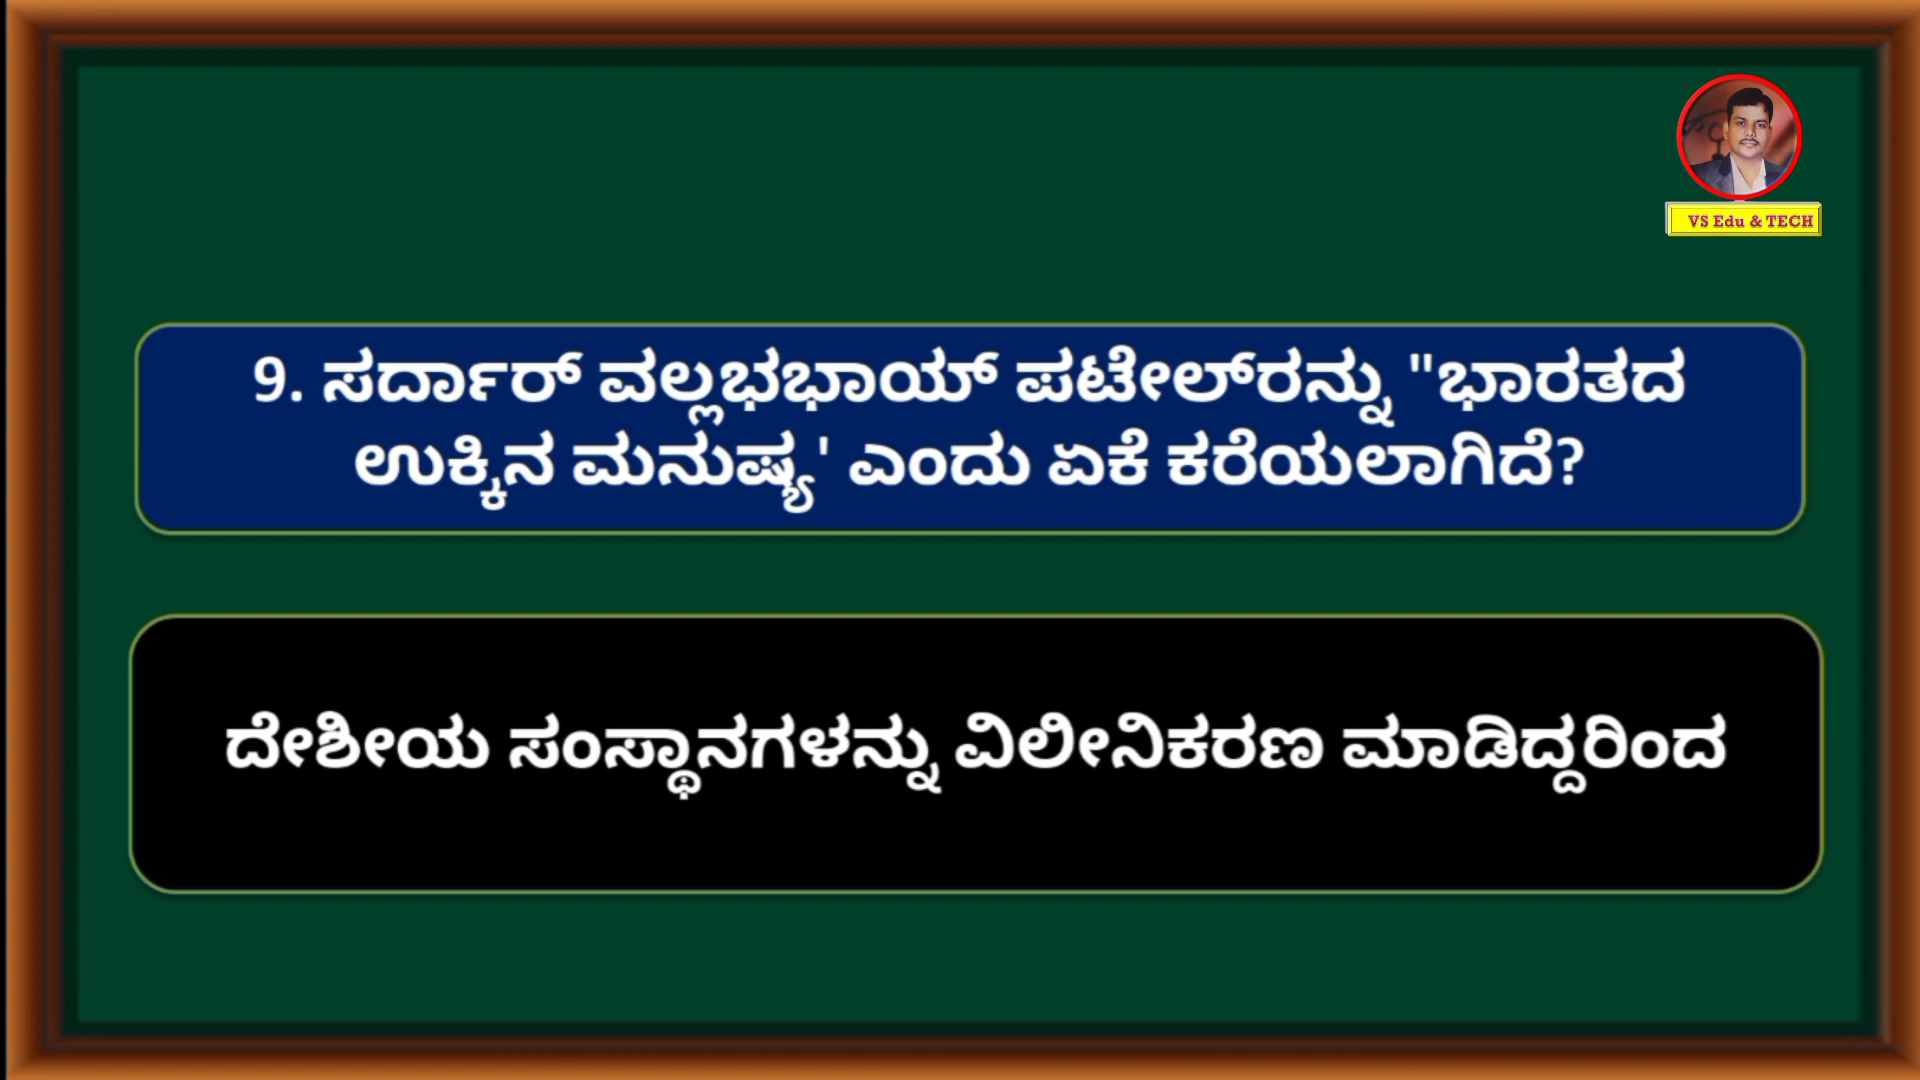 VS Edu & TECH
9. ಸರ್ದಾರ್ ವಲ್ಲಭಭಾಯ್ ಪಟೇಲ್‌ರನ್ನು "ಭಾರತದ
ಉಕ್ಕಿನ ಮನುಷ್ಯ' ಎಂದು ಏಕೆ ಕರೆಯಲಾಗಿದೆ?
ದೇಶೀಯ ಸಂಸ್ಥಾನಗಳನ್ನು ವಿಲೀನಿಕರಣ ಮಾಡಿದ್ದರಿಂದ